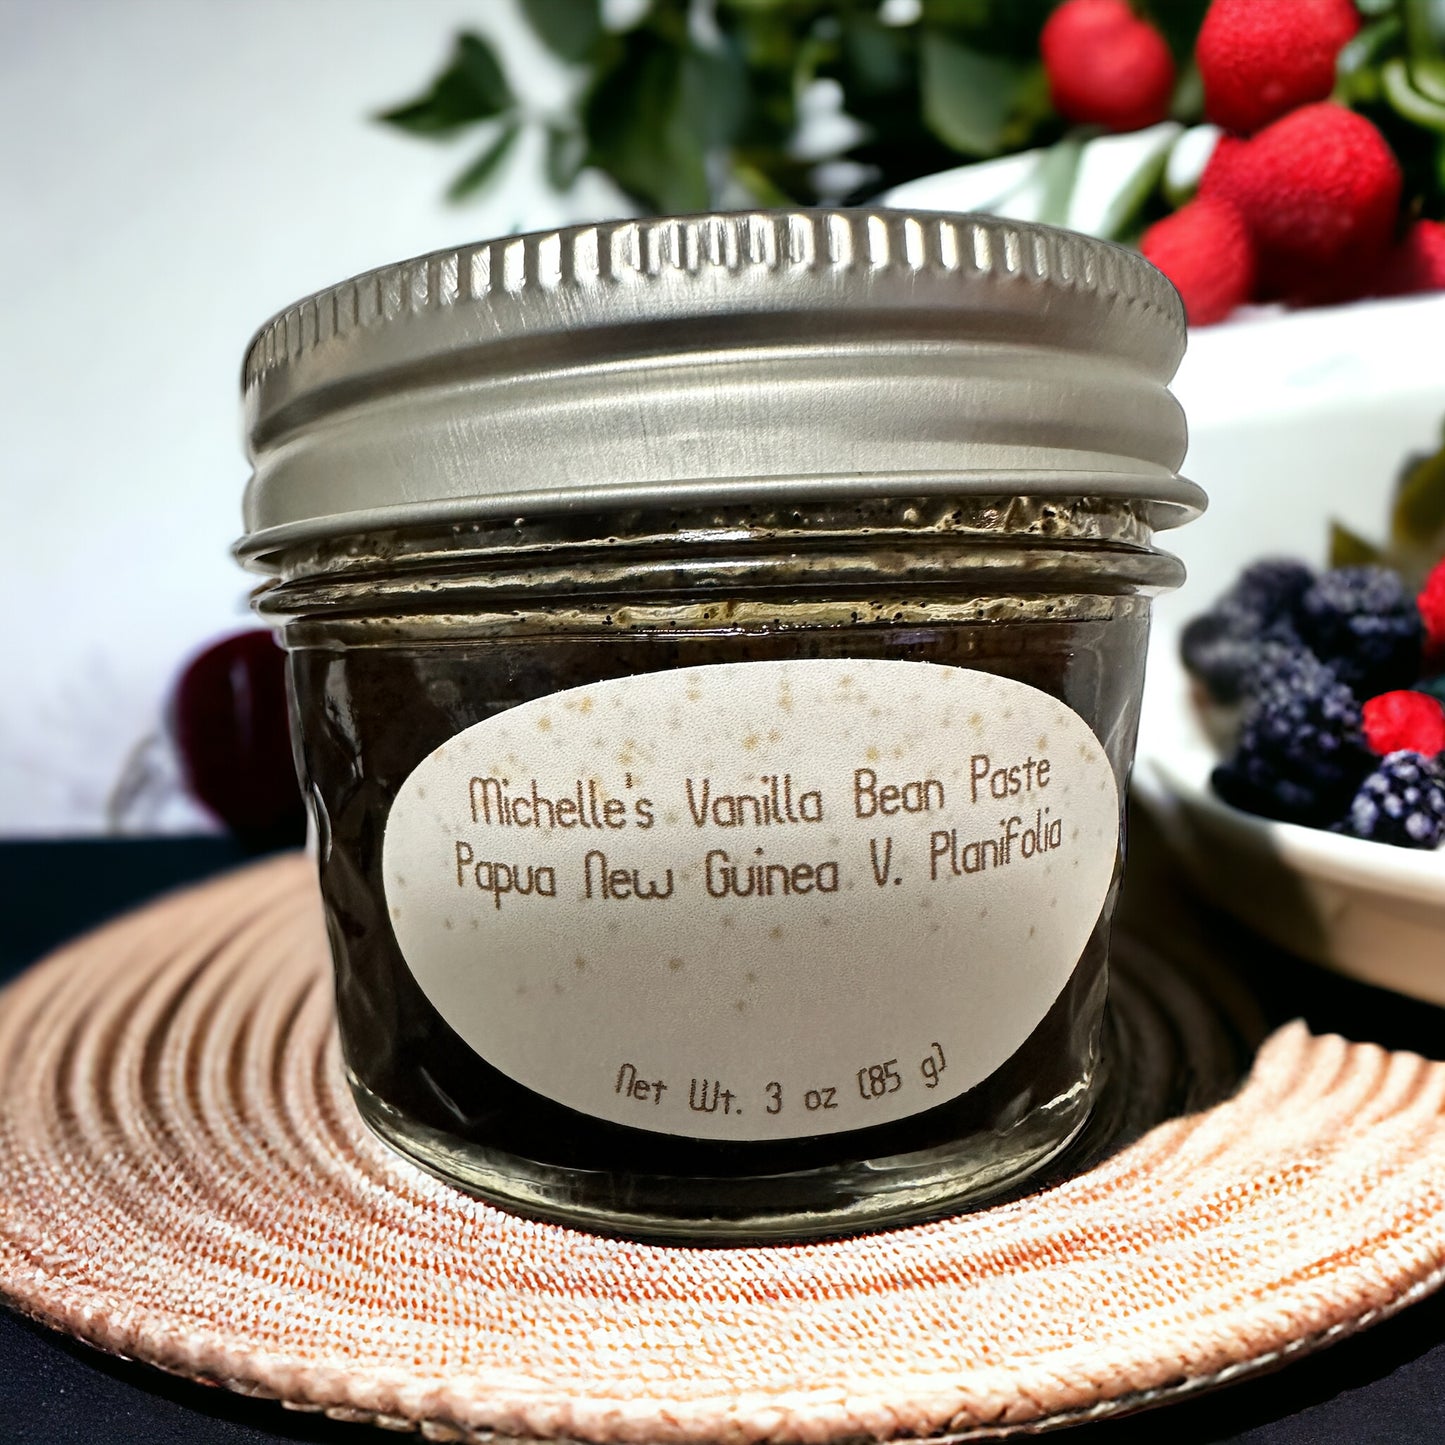 Michelle's Vanilla Bean Paste
Papua New Guinea V. Planifolia
Net Wt. 3 oz (85 g)